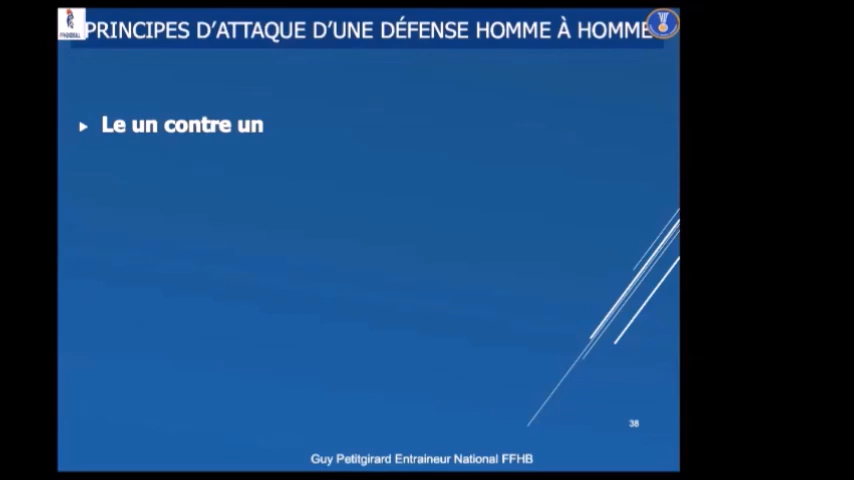 PRINCIPES D'ATTAQUE D'UNE DÉFENSE HOMME À HOMME
Le un contre un
38
Guy Petitgirard Entraineur National FFHB